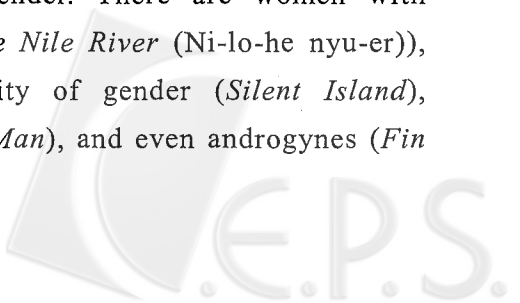 ender. There are women with
e Nile River (Ni-lo-he nyu-er)),
ity of gender (Silent Island),
Man), and even androgynes (Fin
C.E.P.S.